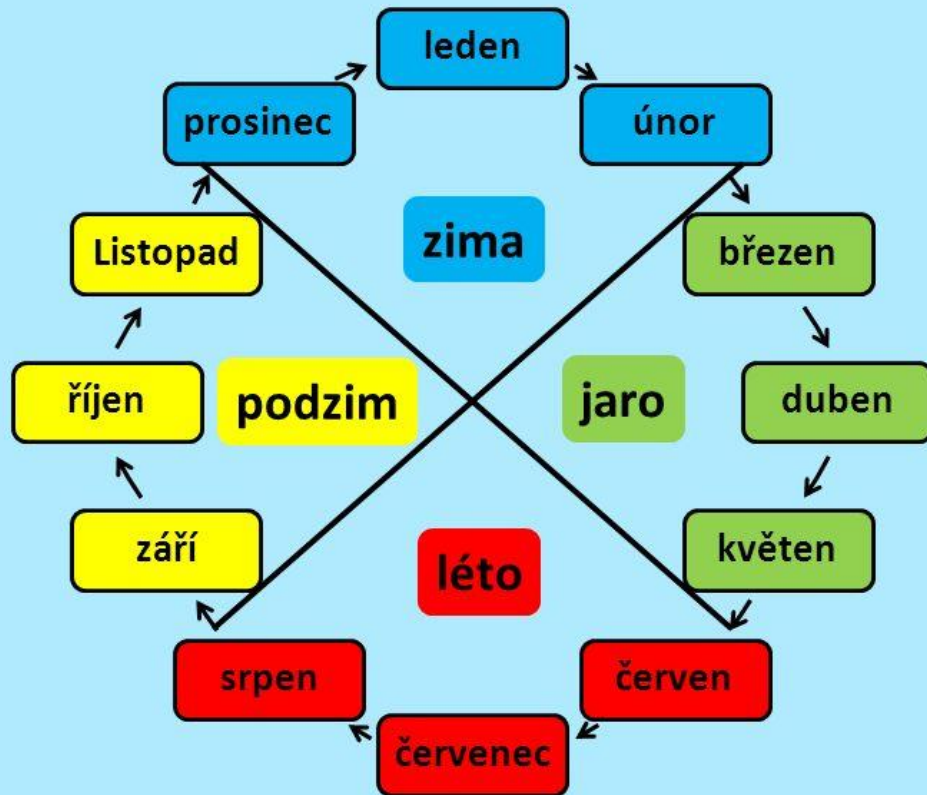 leden
prosinec
únor
Listopad
zima
březen
říjen
podzim
jaro
duben
září
léto
květen
srpen
červen
červenec